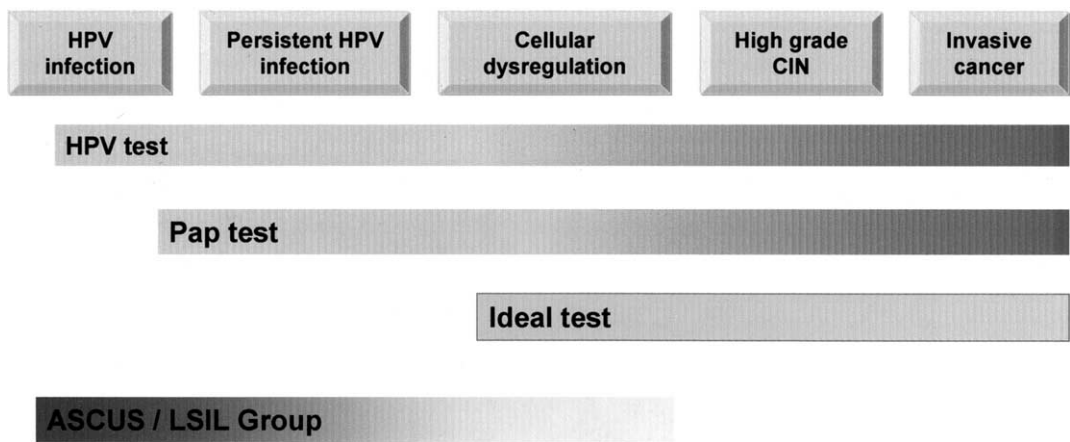 HPV
infection
Persistent HPV
infection
Cellular
dysregulation
High grade
CIN
Invasive
cancer
HPV test
Pap test
Ideal test
ASCUS / LSIL Group